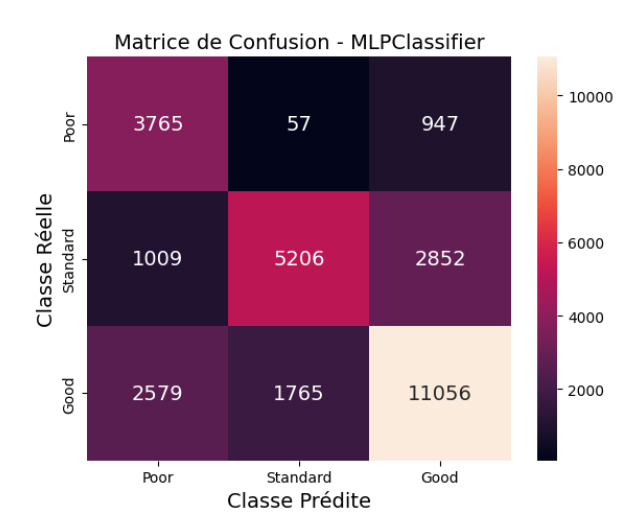 Matrice de Confusion - MLPClassifier
Classe Réelle
Poor
3765 57 947
Standard
1009 5206 2852
Good
2579 1765 11056
Poor Standard Good
Classe Prédite
10000
8000
6000
4000
2000